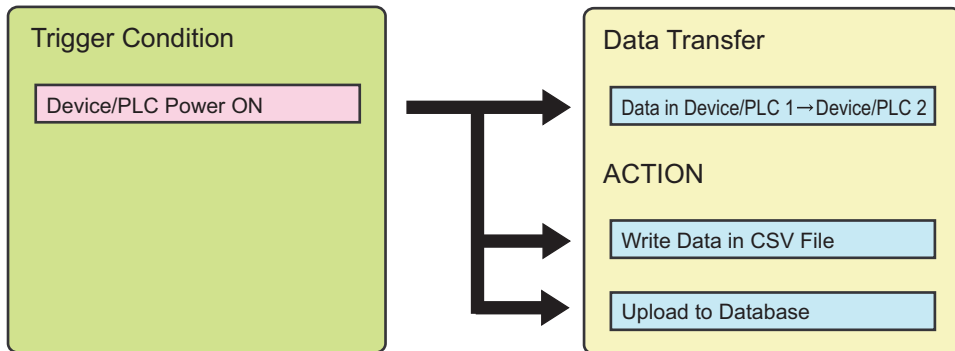 Trigger Condition
Device/PLC Power ON
Data Transfer
Data in Device/PLC 1→Device/PLC 2
ACTION
Write Data in CSV File
Upload to Database